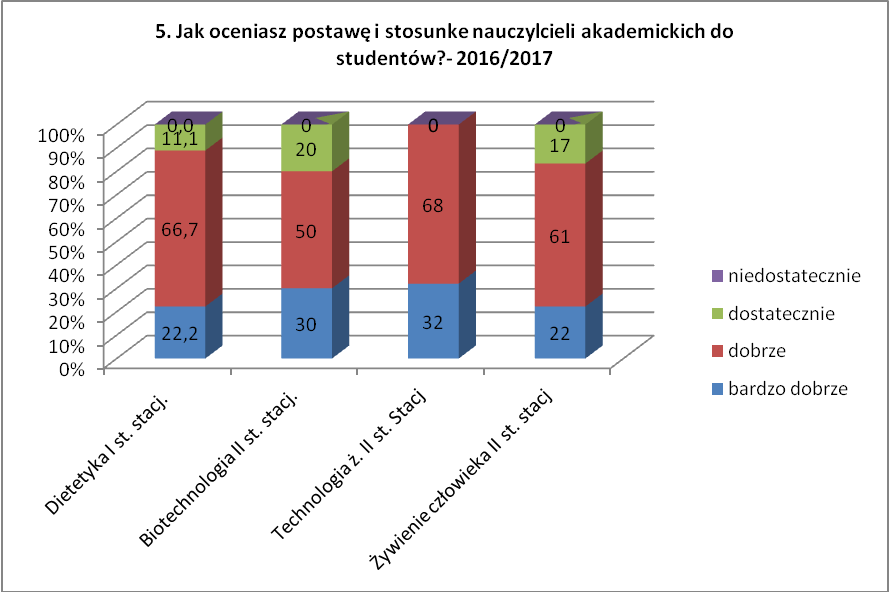 5. Jak oceniasz postawę i stosunke nauczylcieli akademickich do
studentów?- 2016/2017
100%
90%
80%
70%
60%
50%
40%
30%
20%
10%
0%
0,0
11,1
66,7
22,2
0
20
50
30
0
68
32
0
17
61
22
Dietetyka I st. stacj.
Biotechnologia II st. stacj.
Technologia ż. II st. Stacj
Żywienie człowieka II st. stacj
niedostatecznie
dostatecznie
dobrze
bardzo dobrze